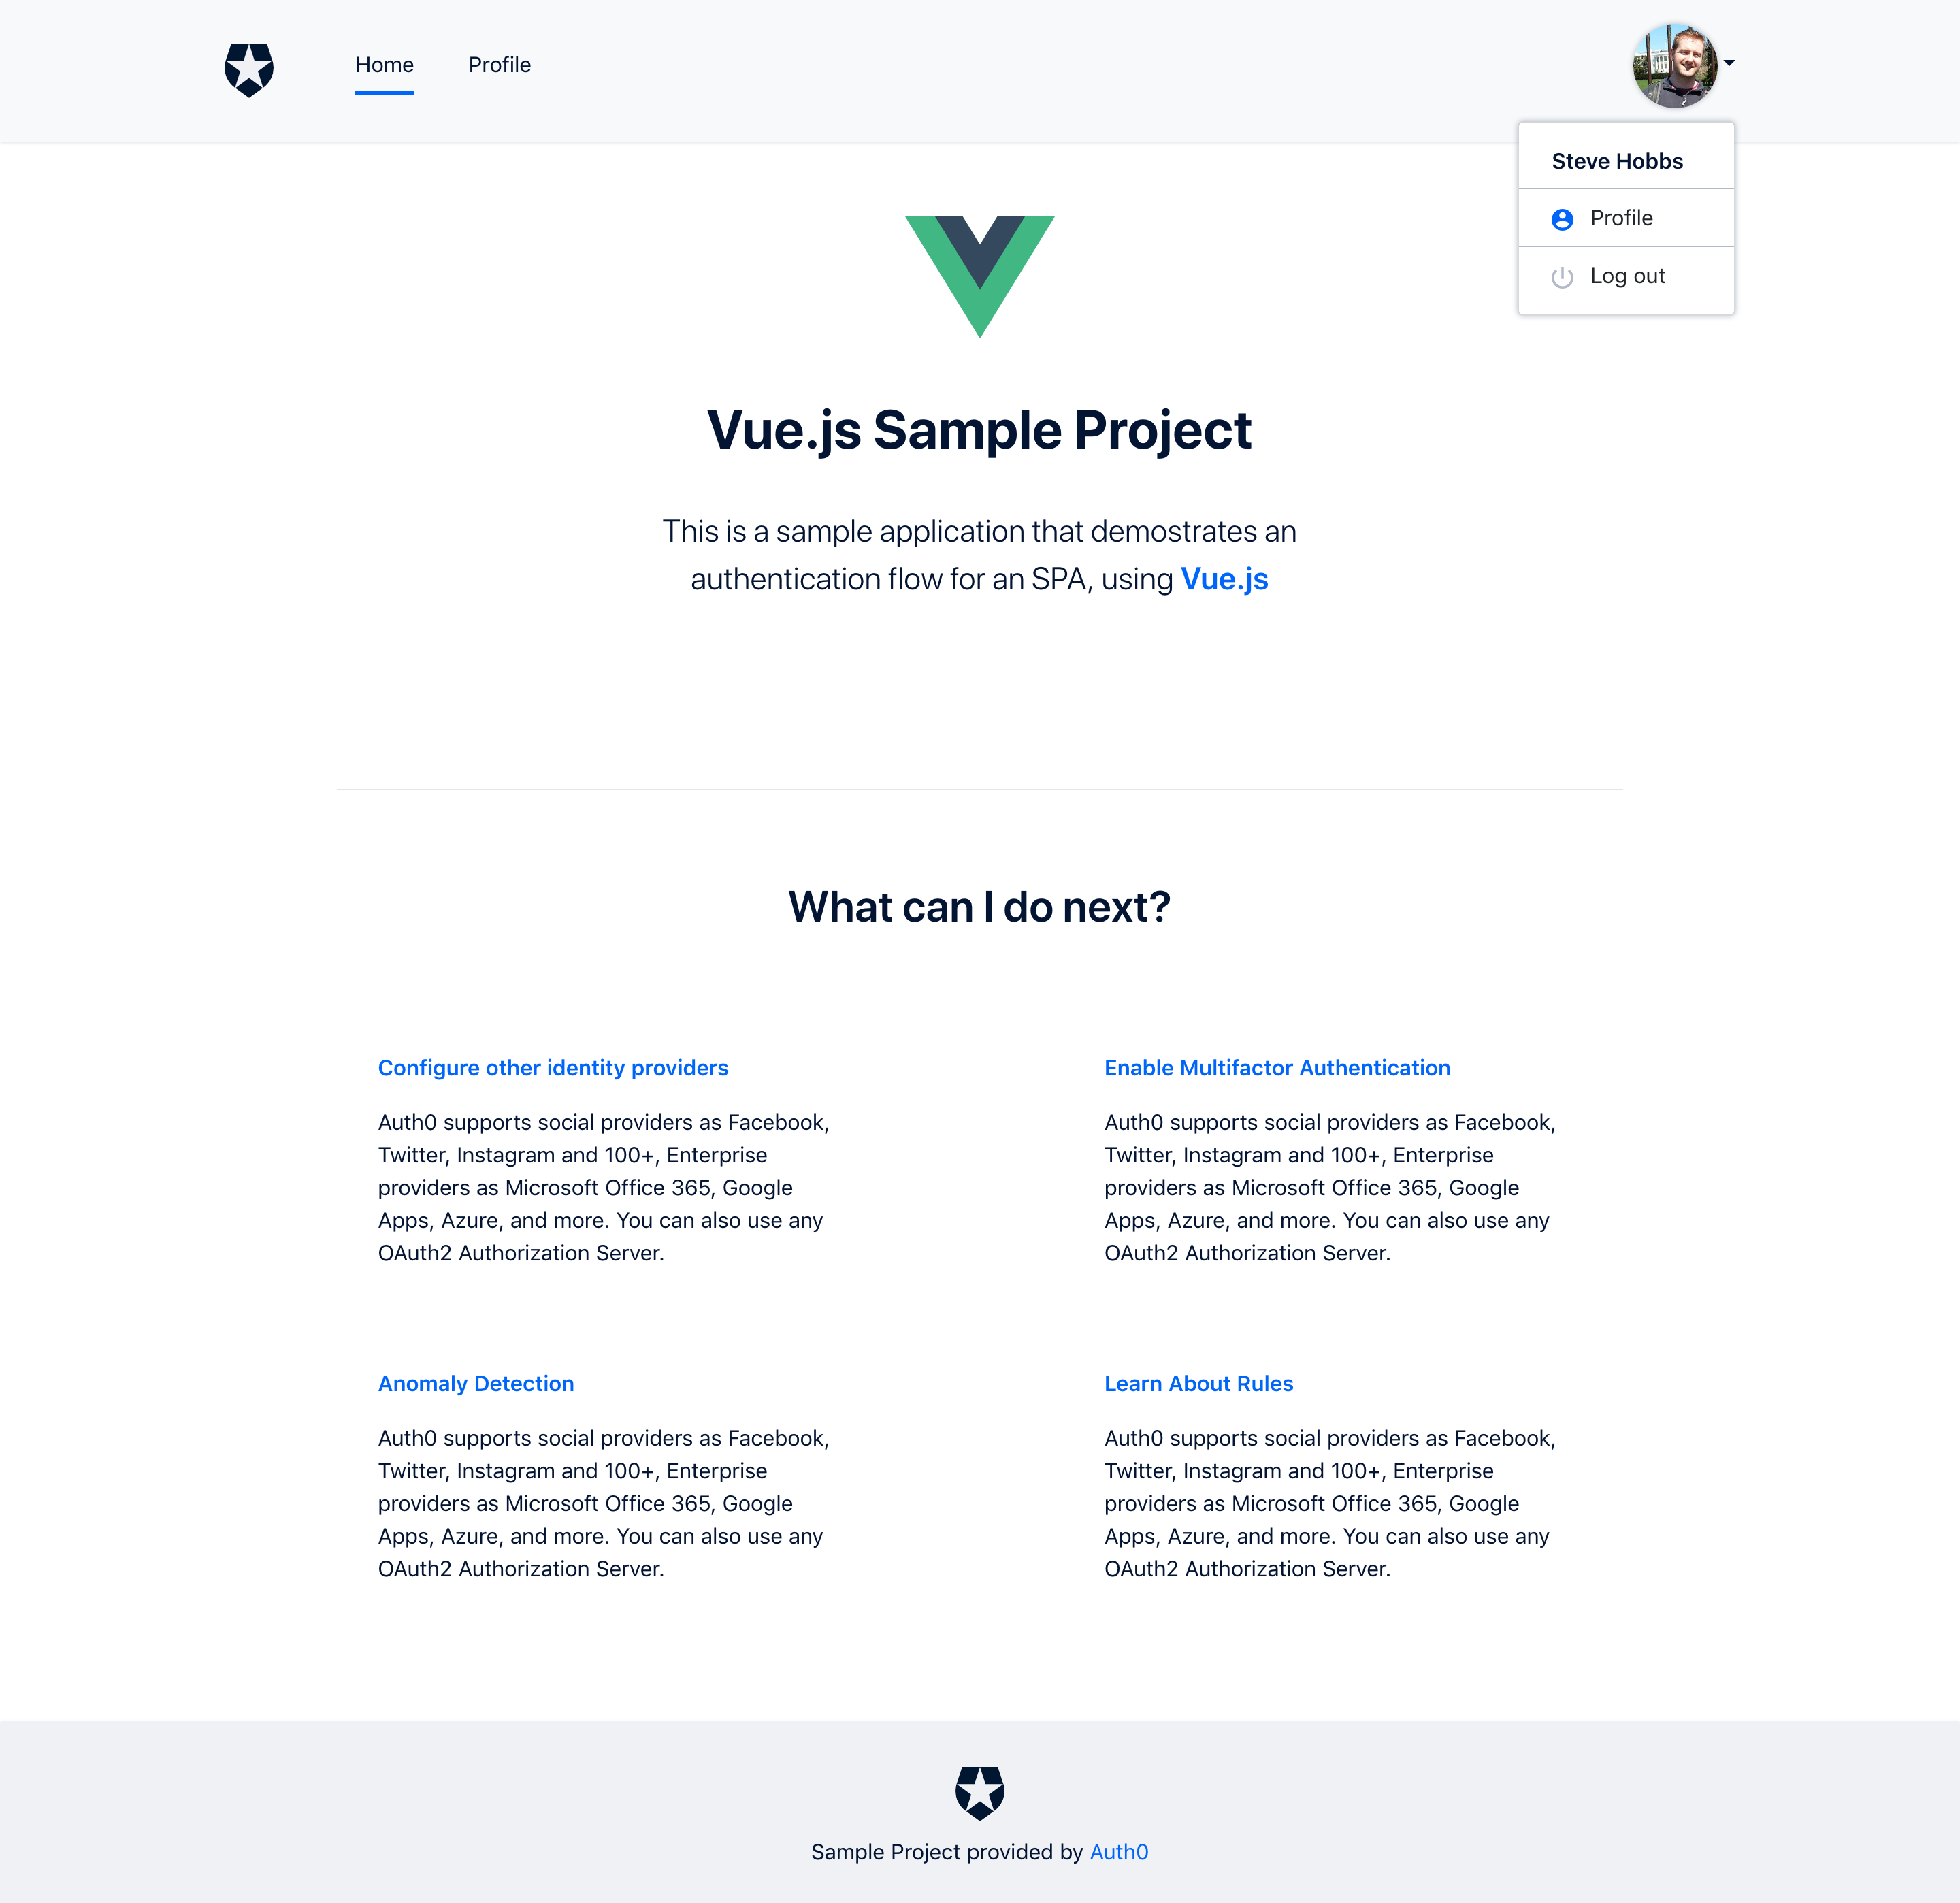 Home
Profile
Steve Hobbs
Profile
Log out
Vue.js Sample Project
This is a sample application that demostrates an
authentication flow for an SPA, using Vue.js
What can I do next?
Configure other identity providers
Auth0 supports social providers as Facebook,
Twitter, Instagram and 100+, Enterprise
providers as Microsoft Office 365, Google
Apps, Azure, and more. You can also use any
OAuth2 Authorization Server.
Enable Multifactor Authentication
Auth0 supports social providers as Facebook,
Twitter, Instagram and 100+, Enterprise
providers as Microsoft Office 365, Google
Apps, Azure, and more. You can also use any
OAuth2 Authorization Server.
Anomaly Detection
Auth0 supports social providers as Facebook,
Twitter, Instagram and 100+, Enterprise
providers as Microsoft Office 365, Google
Apps, Azure, and more. You can also use any
OAuth2 Authorization Server.
Learn About Rules
Auth0 supports social providers as Facebook,
Twitter, Instagram and 100+, Enterprise
providers as Microsoft Office 365, Google
Apps, Azure, and more. You can also use any
OAuth2 Authorization Server.
Sample Project provided by Auth0